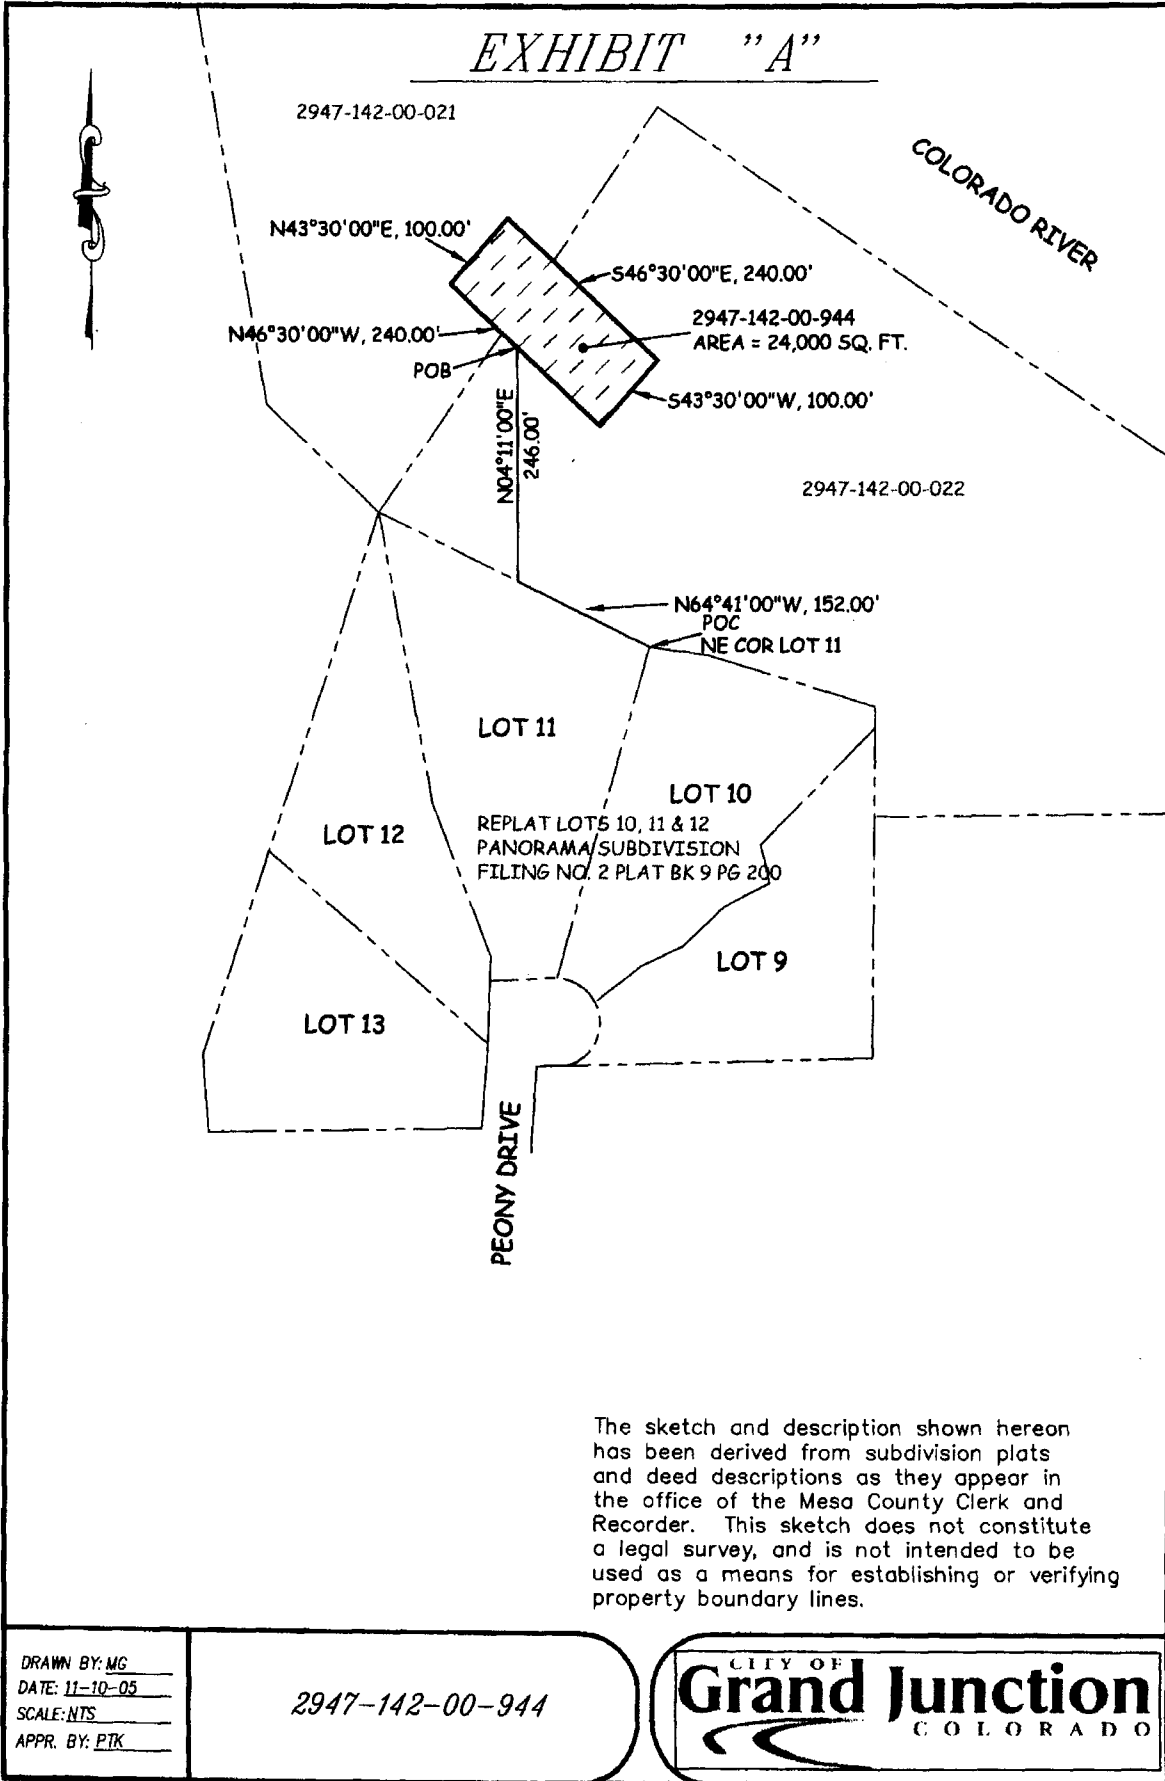 EXHIBIT "A"
2947-142-00-021
COLORADO RIVER
N43°30'00"E, 100.00'
S46°30'00"E, 240.00'
2947-142-00-944
AREA = 24,000 SQ. FT.
N46°30'00"W, 240.00'
POB
S43°30'00"W, 100.00'
N04°11'00"E
246.00'
2947-142-00-022
N64°41'00"W, 152.00'
POC
NE COR LOT 11
LOT 11
LOT 10
LOT 12
REPLAT LOTS 10, 11 & 12
PANORAMA SUBDIVISION
FILING NO. 2 PLAT BK 9 PG 200
LOT 9
LOT 13
PEONY DRIVE
The sketch and description shown hereon
has been derived from subdivision plats
and deed descriptions as they appear in
the office of the Mesa County Clerk and
Recorder. This sketch does not constitute
a legal survey, and is not intended to be
used as a means for establishing or verifying
property boundary lines.
DRAWN BY: MG
DATE: 11-10-05
SCALE: NTS
APPR. BY: PTK
2947-142-00-944
CITY OF
Grand Junction
COLORADO